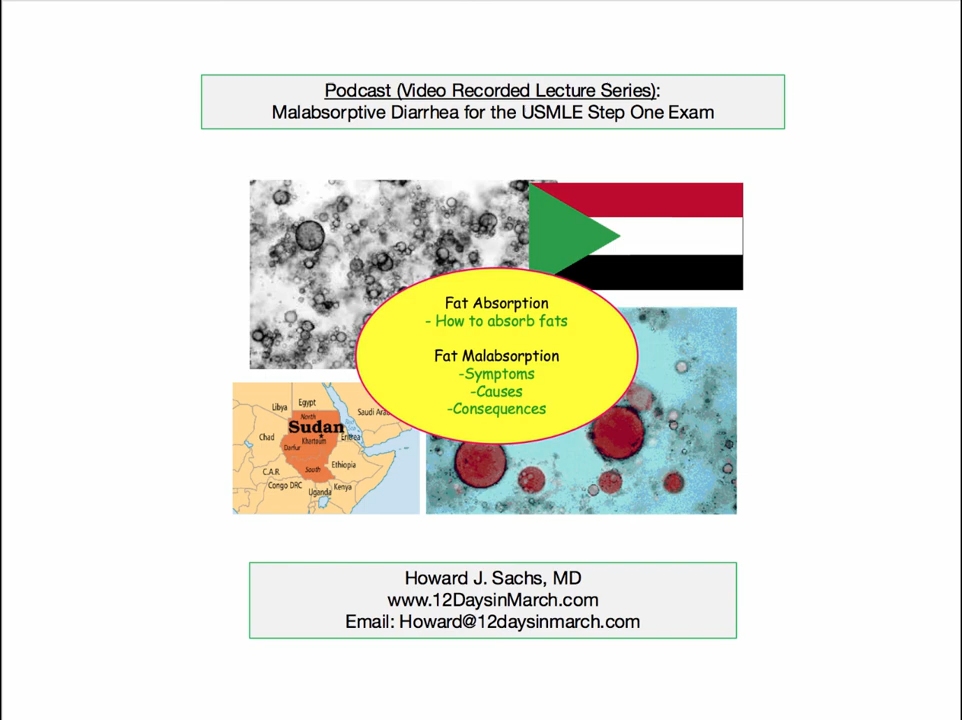 Podcast (Video Recorded Lecture Series):
Malabsorptive Diarrhea for the USMLE Step One Exam
Fat Absorption
- How to absorb fats
Fat Malabsorption
-Symptoms
-Causes
-Consequences
Libya
Egypt
Saudi Ara
North
Sudan
Khartoum
Chad
Darfur
Eritrea
South
Ethiopia
C.A.R.
Congo DRC
Uganda
Kenya
Howard J. Sachs, MD
www.12DaysinMarch.com
Email: Howard@12daysinmarch.com